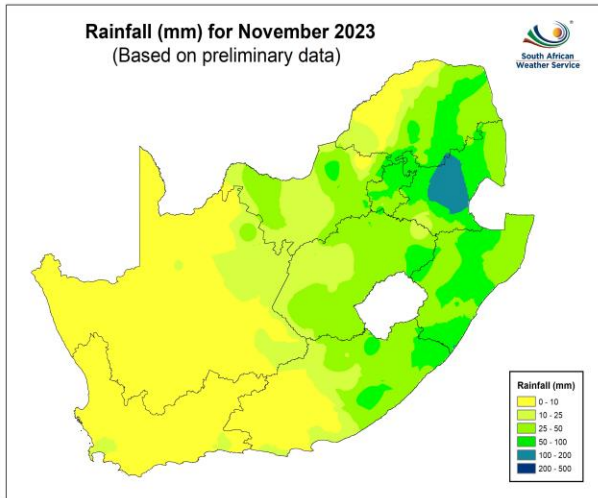 Rainfall (mm) for November 2023
(Based on preliminary data)
South African
Weather Service
Rainfall (mm)
0 - 10
10 - 25
25 - 50
50 - 100
100 - 200
200 - 500